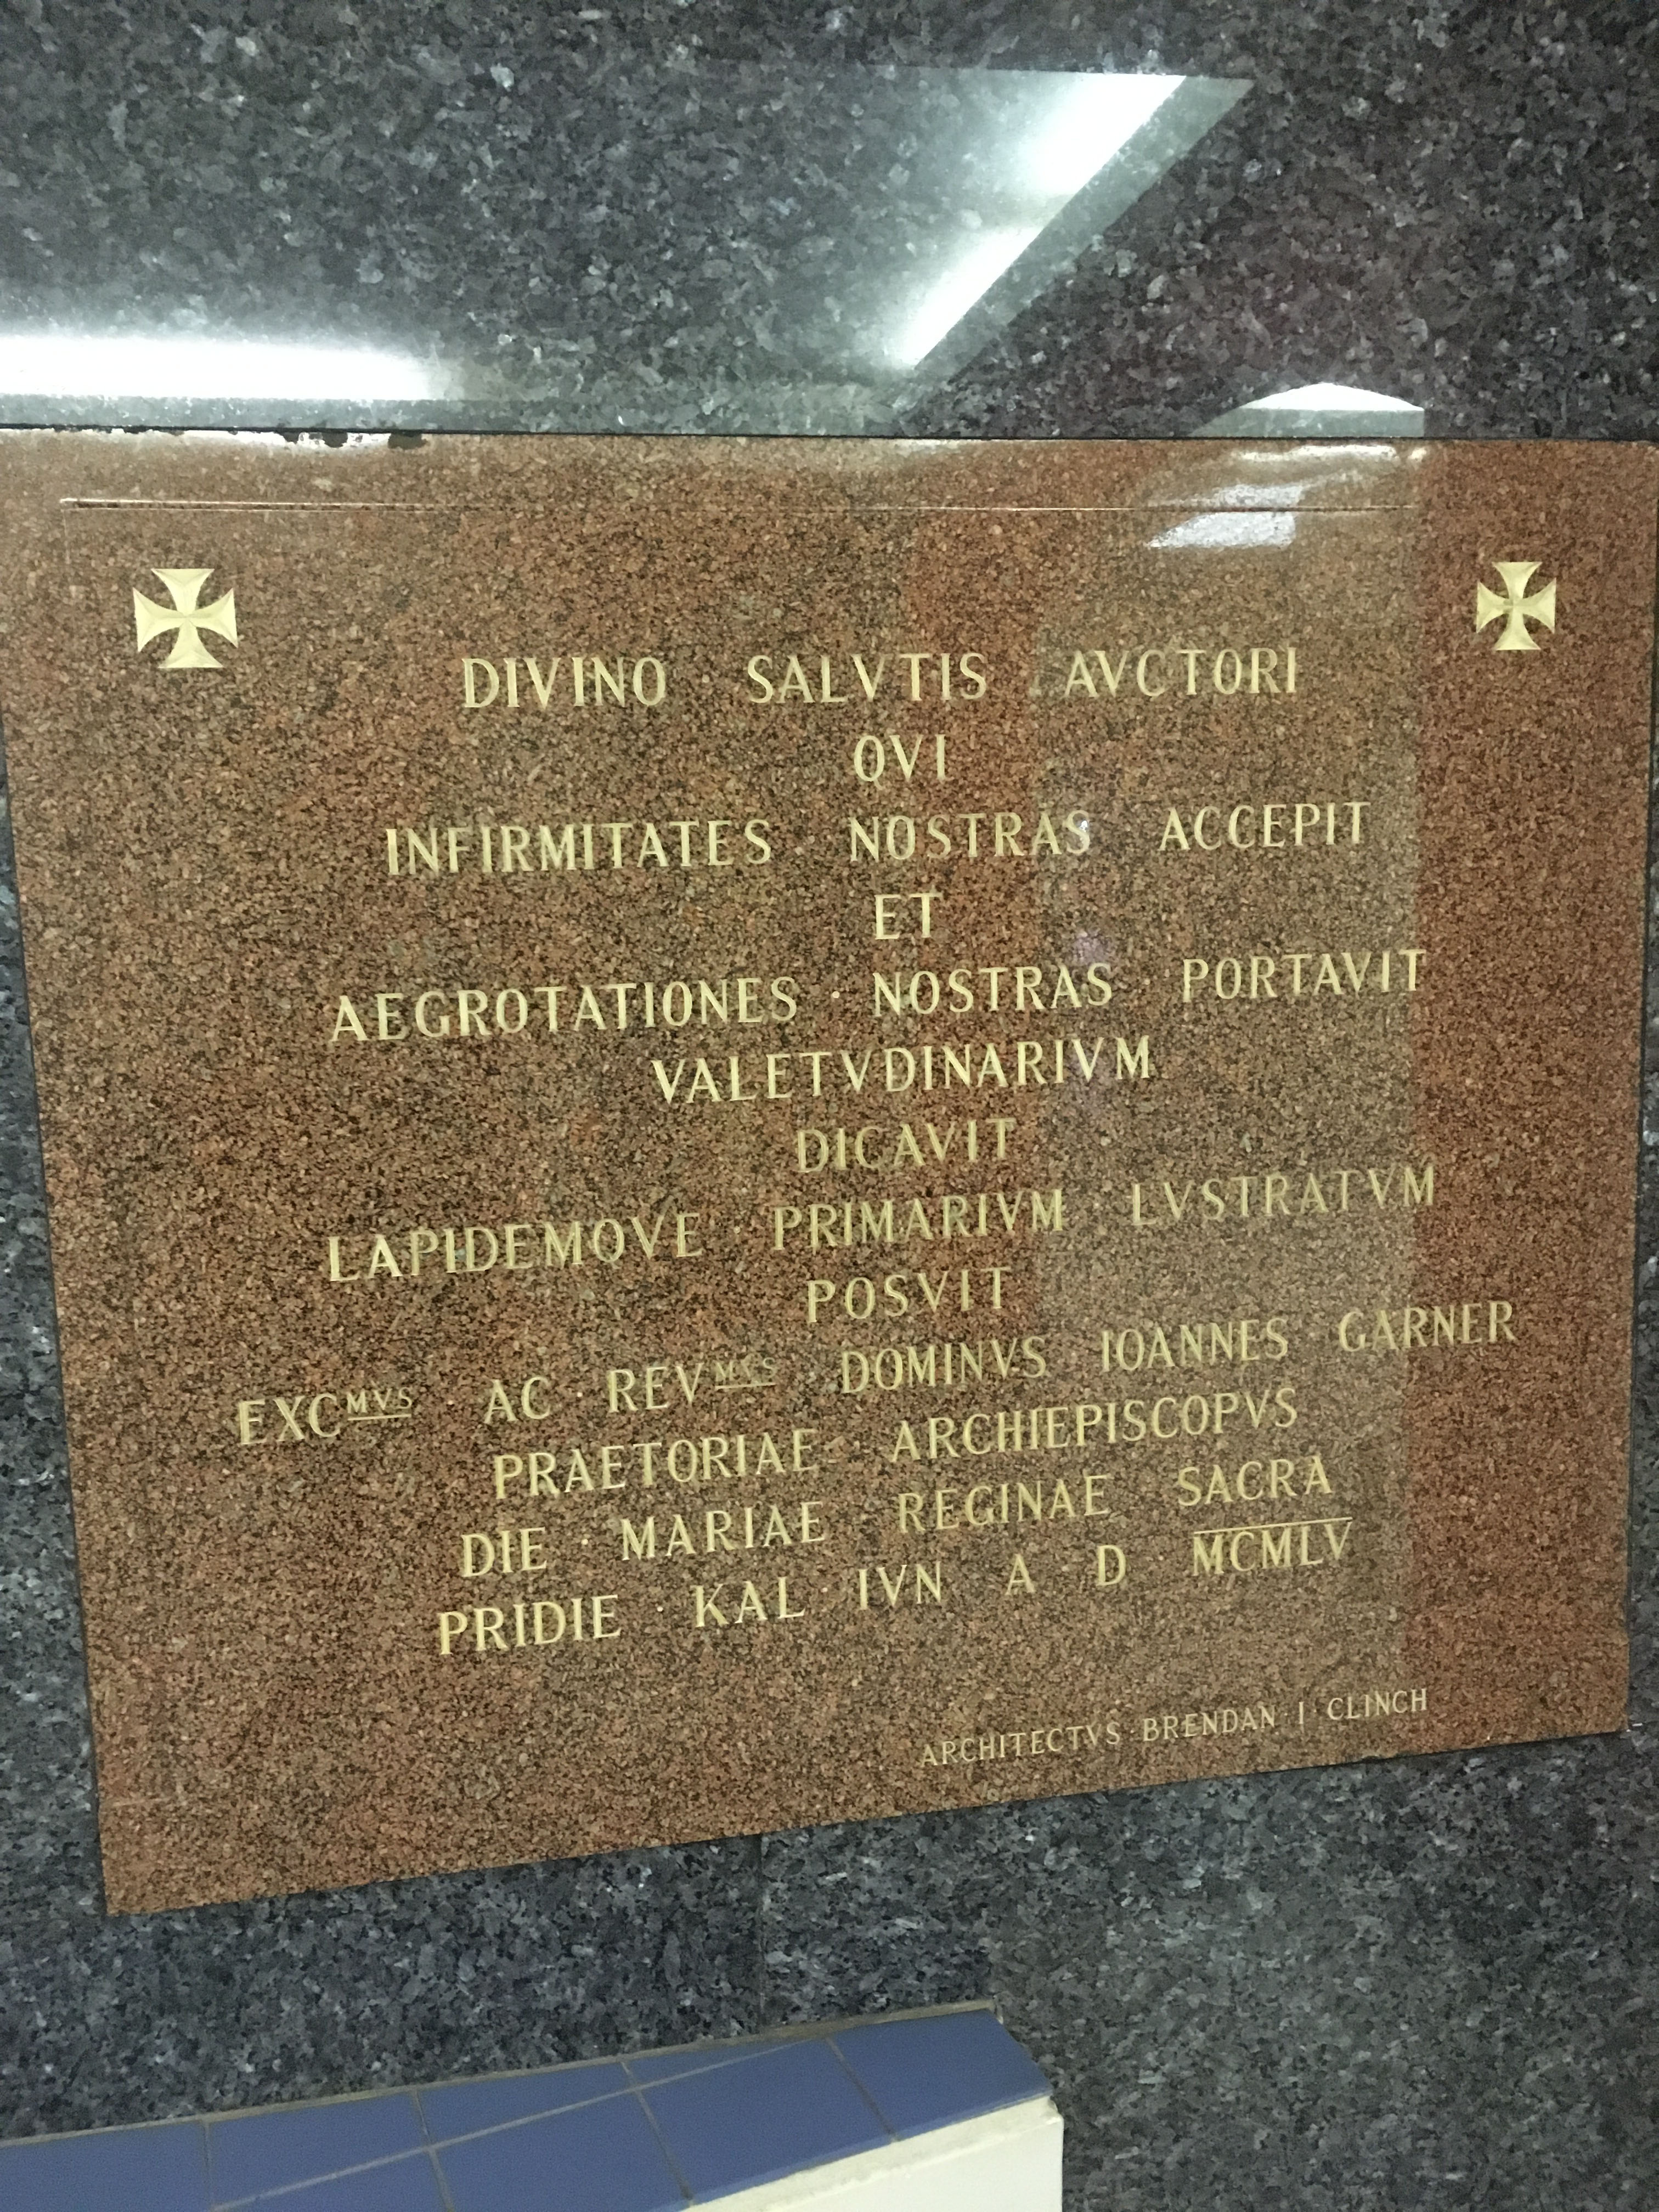 DIVINO SALVTIS AVCTORI
QVI
INFIRMITATES · NOSTRAS ACCEPIT
ET
AEGROTATIONES · NOSTRAS · PORTAVIT
VALETVDINARIVM
DICAVIT
LAPIDEMQVE · PRIMARIVM · LVSTRATVM
POSVIT
EXCMVS AC · REVMVS DOMINVS IOANNES · GARNER
PRAETORIAE · ARCHIEPISCOPVS
DIE · MARIAE REGINAE SACRA
PRIDIE · KAL · IVN A · D · MCMLV
ARCHITECTVS · BRENDAN I · CLINCH